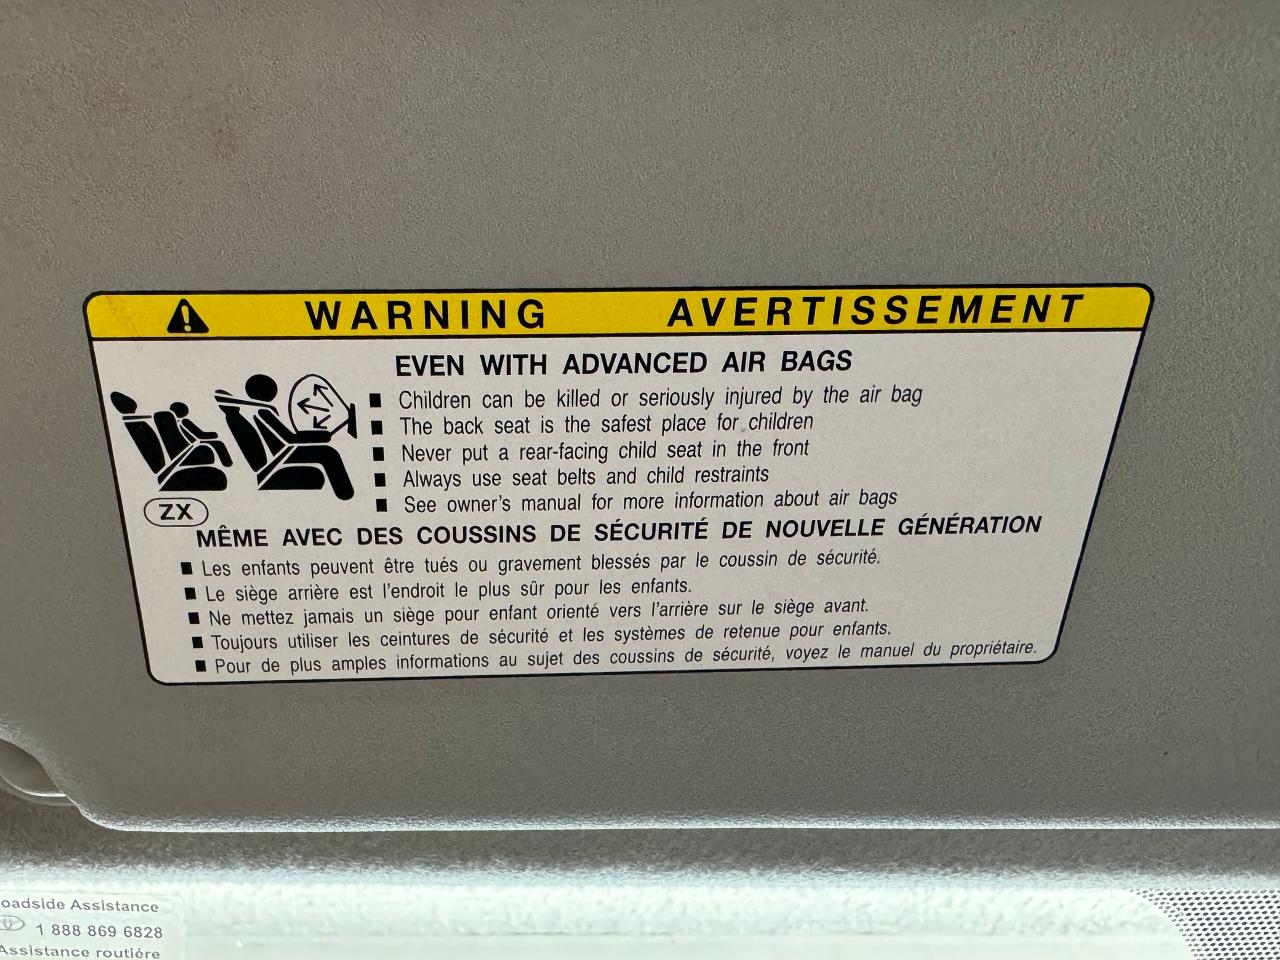 WARNING AVERTISSEMENT
EVEN WITH ADVANCED AIR BAGS
■ Children can be killed or seriously injured by the air bag
■ The back seat is the safest place for children
■ Never put a rear-facing child seat in the front
■ Always use seat belts and child restraints
■ See owner's manual for more information about air bags
ZX
MÊME AVEC DES COUSSINS DE SÉCURITÉ DE NOUVELLE GÉNÉRATION
■ Les enfants peuvent être tués ou gravement blessés par le coussin de sécurité.
■ Le siège arrière est l'endroit le plus sûr pour les enfants.
■ Ne mettez jamais un siège pour enfant orienté vers l'arrière sur le siège avant.
■ Toujours utiliser les ceintures de sécurité et les systèmes de retenue pour enfants.
■ Pour de plus amples informations au sujet des coussins de sécurité, voyez le manuel du propriétaire.
oadside Assistance
1 888 869 6828
Assistance routiére